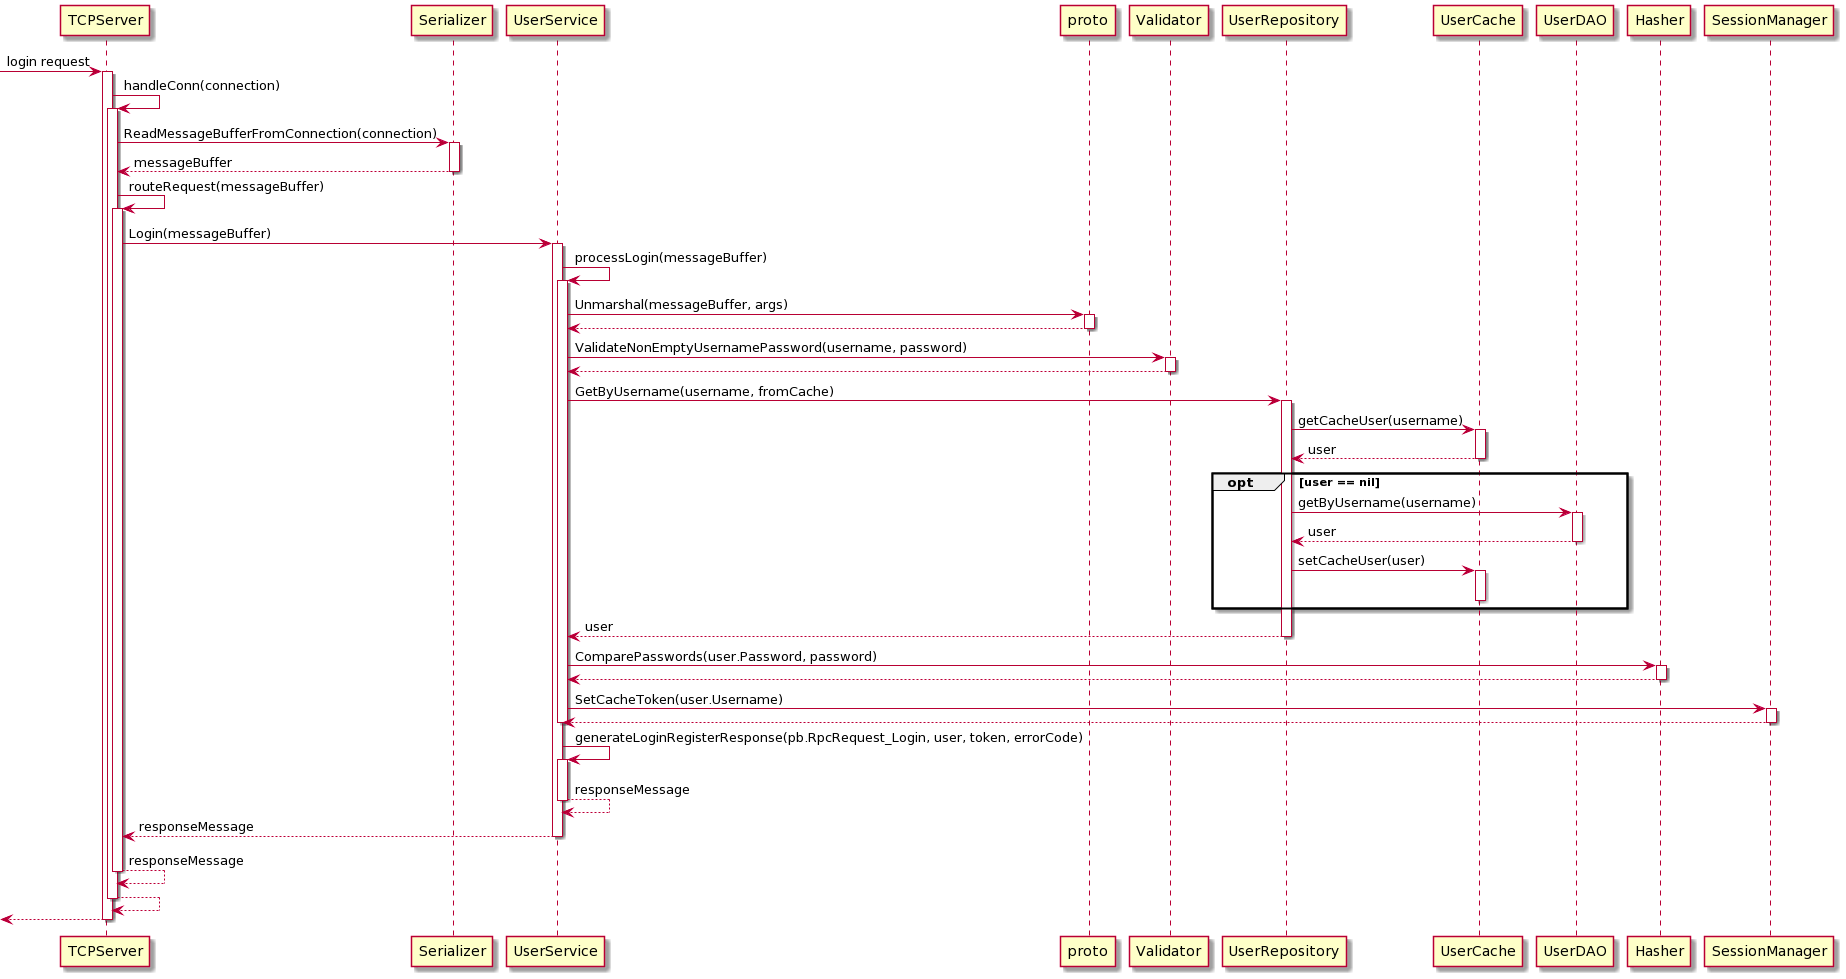 TCPServer Serializer UserService proto Validator UserRepository UserCache UserDAO Hasher SessionManager
login request
handleConn(connection)
ReadMessageBufferFromConnection(connection)
messageBuffer
routeRequest(messageBuffer)
Login(messageBuffer)
processLogin(messageBuffer)
Unmarshal(messageBuffer, args)
ValidateNonEmptyUsernamePassword(username, password)
GetByUsername(username, fromCache)
getCacheUser(username)
user
opt [user == nil]
getByUsername(username)
user
setCacheUser(user)
user
ComparePasswords(user.Password, password)
SetCacheToken(user.Username)
generateLoginRegisterResponse(pb.RpcRequest_Login, user, token, errorCode)
responseMessage
responseMessage
responseMessage
TCPServer Serializer UserService proto Validator UserRepository UserCache UserDAO Hasher SessionManager